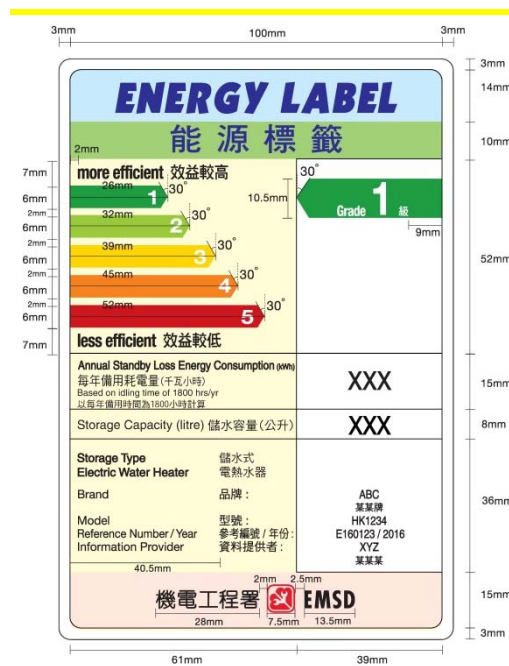 3mm 100mm 3mm
3mm
ENERGY LABEL
14mm
能源標籤
10mm
2mm
more efficient 效益較高
7mm
26mm 30° 30°
1
6mm
10.5mm
Grade 1 級
2mm
32mm 30°
2
6mm
9mm
2mm
39mm 30°
3
6mm
52mm
2mm
45mm 30°
4
6mm
2mm
52mm 30°
5
6mm
less efficient 效益較低
7mm
Annual Standby Loss Energy Consumption (kWh)
每年備用耗電量(千瓦小時)
XXX
15mm
Based on idling time of 1800 hrs/yr
以每年備用時間為1800小時計算
Storage Capacity (litre) 儲水容量(公升) XXX
8mm
Storage Type 儲水式
Electric Water Heater 電熱水器
Brand 品牌: ABC
某某牌
36mm
Model 型號: HK1234
Reference Number / Year 參考編號 / 年份: E160123 / 2016
Information Provider 資料提供者: XYZ
某某某
40.5mm
2mm 2.5mm
機電工程署 EMSD
15mm
28mm 7.5mm 13.5mm
3mm
61mm 39mm